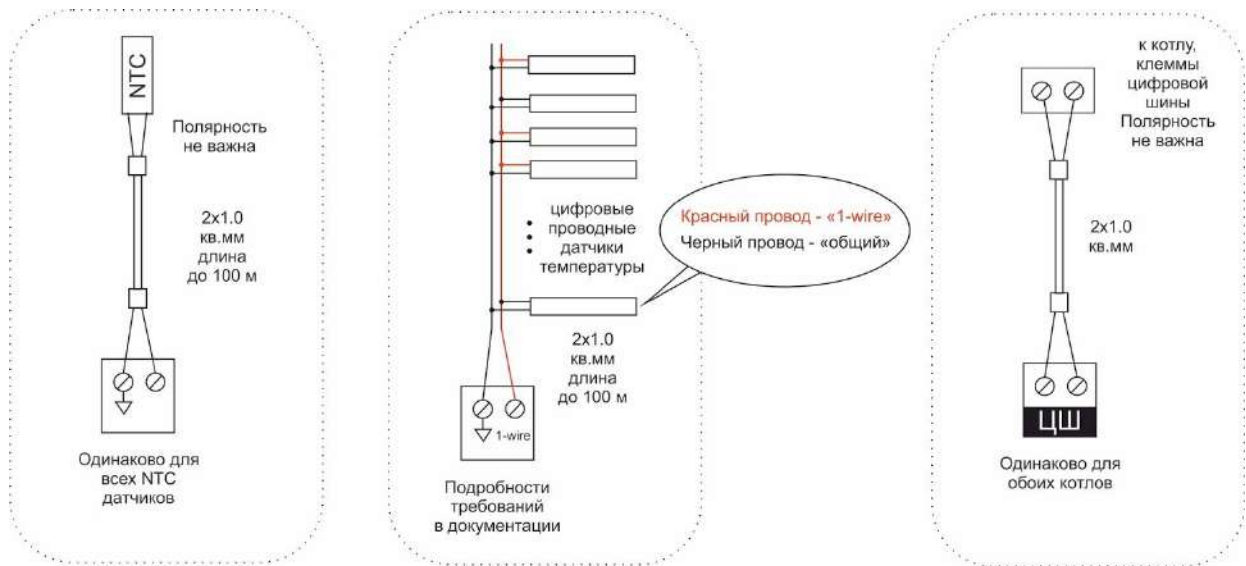 NTC
Полярность
не важна
2x1.0
кв.мм
длина
до 100 м
Одинаково для
всех NTC
датчиков
цифровые
проводные
датчики
температуры
Красный провод - «1-wire»
Черный провод - «общий»
2x1.0
кв.мм
длина
до 100 м
1-wire
Подробности
требований
в документации
к котлу,
клеммы
цифровой
шины
Полярность
не важна
2x1.0
кв.мм
ЦШ
Одинаково для
обоих котлов